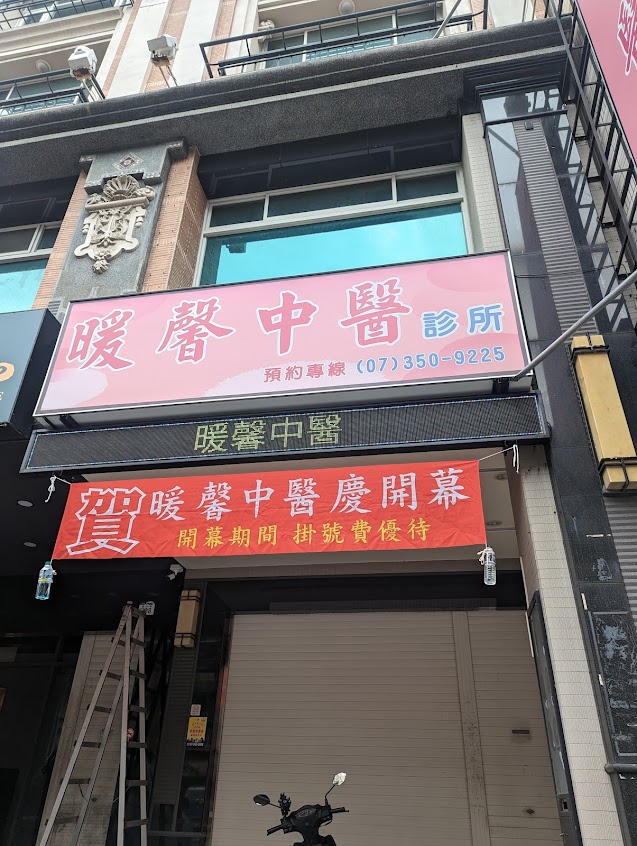 暖馨中醫診所
預約專線 (07)350-9225
暖馨中醫
賀暖馨中醫慶開幕
開幕期間 掛號費優待